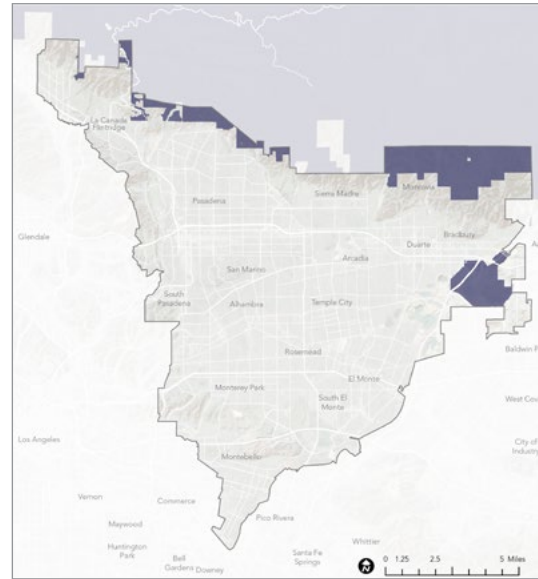 La Cañada
Flintridge
Sierra Madre
Monrovia
Pasadena
Bradbury
Glendale
Duarte
Arcadia
San Marino
South
Pasadena
Alhambra
Temple City
Rosemead
Baldwin P
El Monte
Monterey Park
South El
Monte
West Cov
Los Angeles
City of
Industry
Montebello
Vernon
Commerce
Pico Rivera
Maywood
Huntington
Park
Bell
Gardens
Downey
Santa Fe
Springs
Whittier
N
0 1.25 2.5 5 Miles